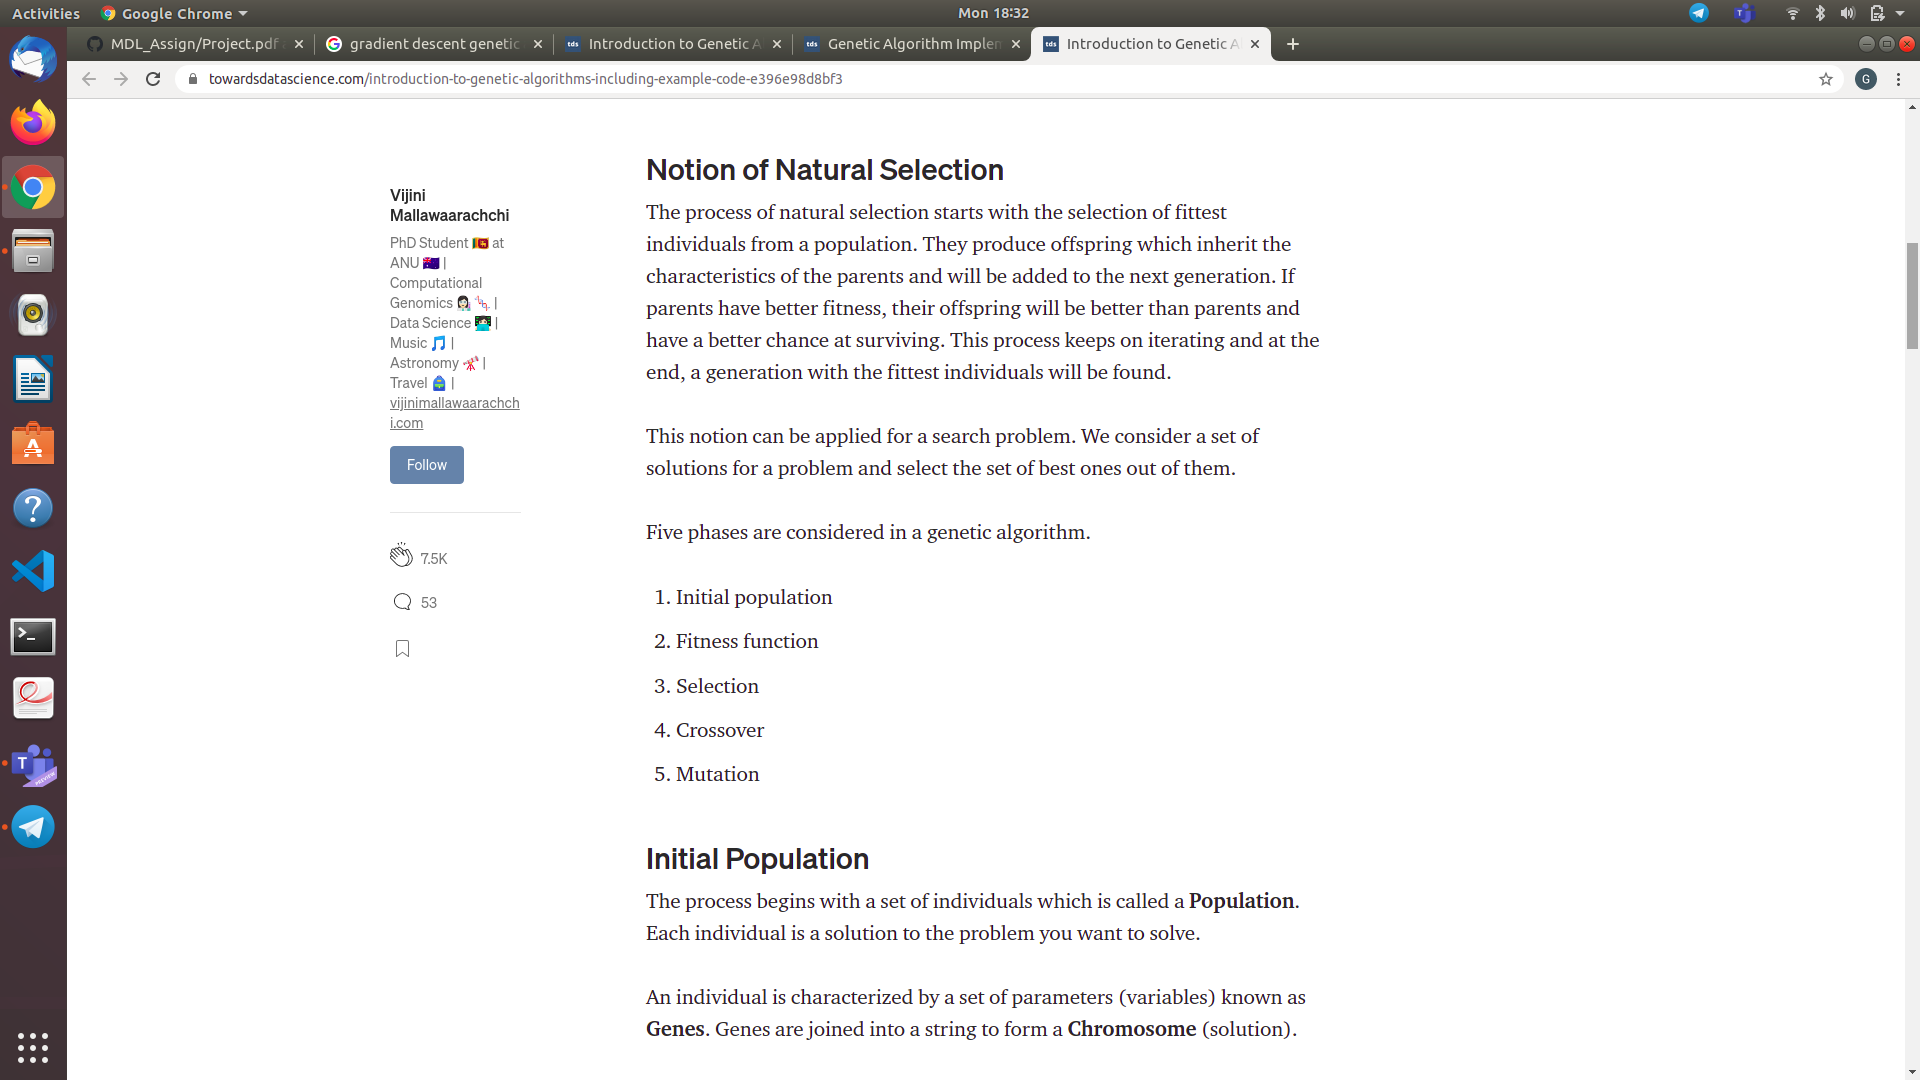 Activities Google Chrome Mon 18:32
MDL_Assign/Project.pdf gradient descent genetic Introduction to Genetic A Genetic Algorithm Implem Introduction to Genetic Al
towardsdatascience.com/introduction-to-genetic-algorithms-including-example-code-e396e98d8bf3 G
Vijini
Mallawaarachchi
PhD Student 🇱🇰 at
ANU 🇦🇺 |
Computational
Genomics 👩🏻‍🔬 🧬 |
Data Science 👩🏻‍💻 |
Music 🎵 |
Astronomy 🔭 |
Travel 🎒 |
vijinimallawaarachch
i.com
Follow
7.5K
53
Notion of Natural Selection
The process of natural selection starts with the selection of fittest
individuals from a population. They produce offspring which inherit the
characteristics of the parents and will be added to the next generation. If
parents have better fitness, their offspring will be better than parents and
have a better chance at surviving. This process keeps on iterating and at the
end, a generation with the fittest individuals will be found.
This notion can be applied for a search problem. We consider a set of
solutions for a problem and select the set of best ones out of them.
Five phases are considered in a genetic algorithm.
1. Initial population
2. Fitness function
3. Selection
4. Crossover
5. Mutation
Initial Population
The process begins with a set of individuals which is called a Population.
Each individual is a solution to the problem you want to solve.
An individual is characterized by a set of parameters (variables) known as
Genes. Genes are joined into a string to form a Chromosome (solution).